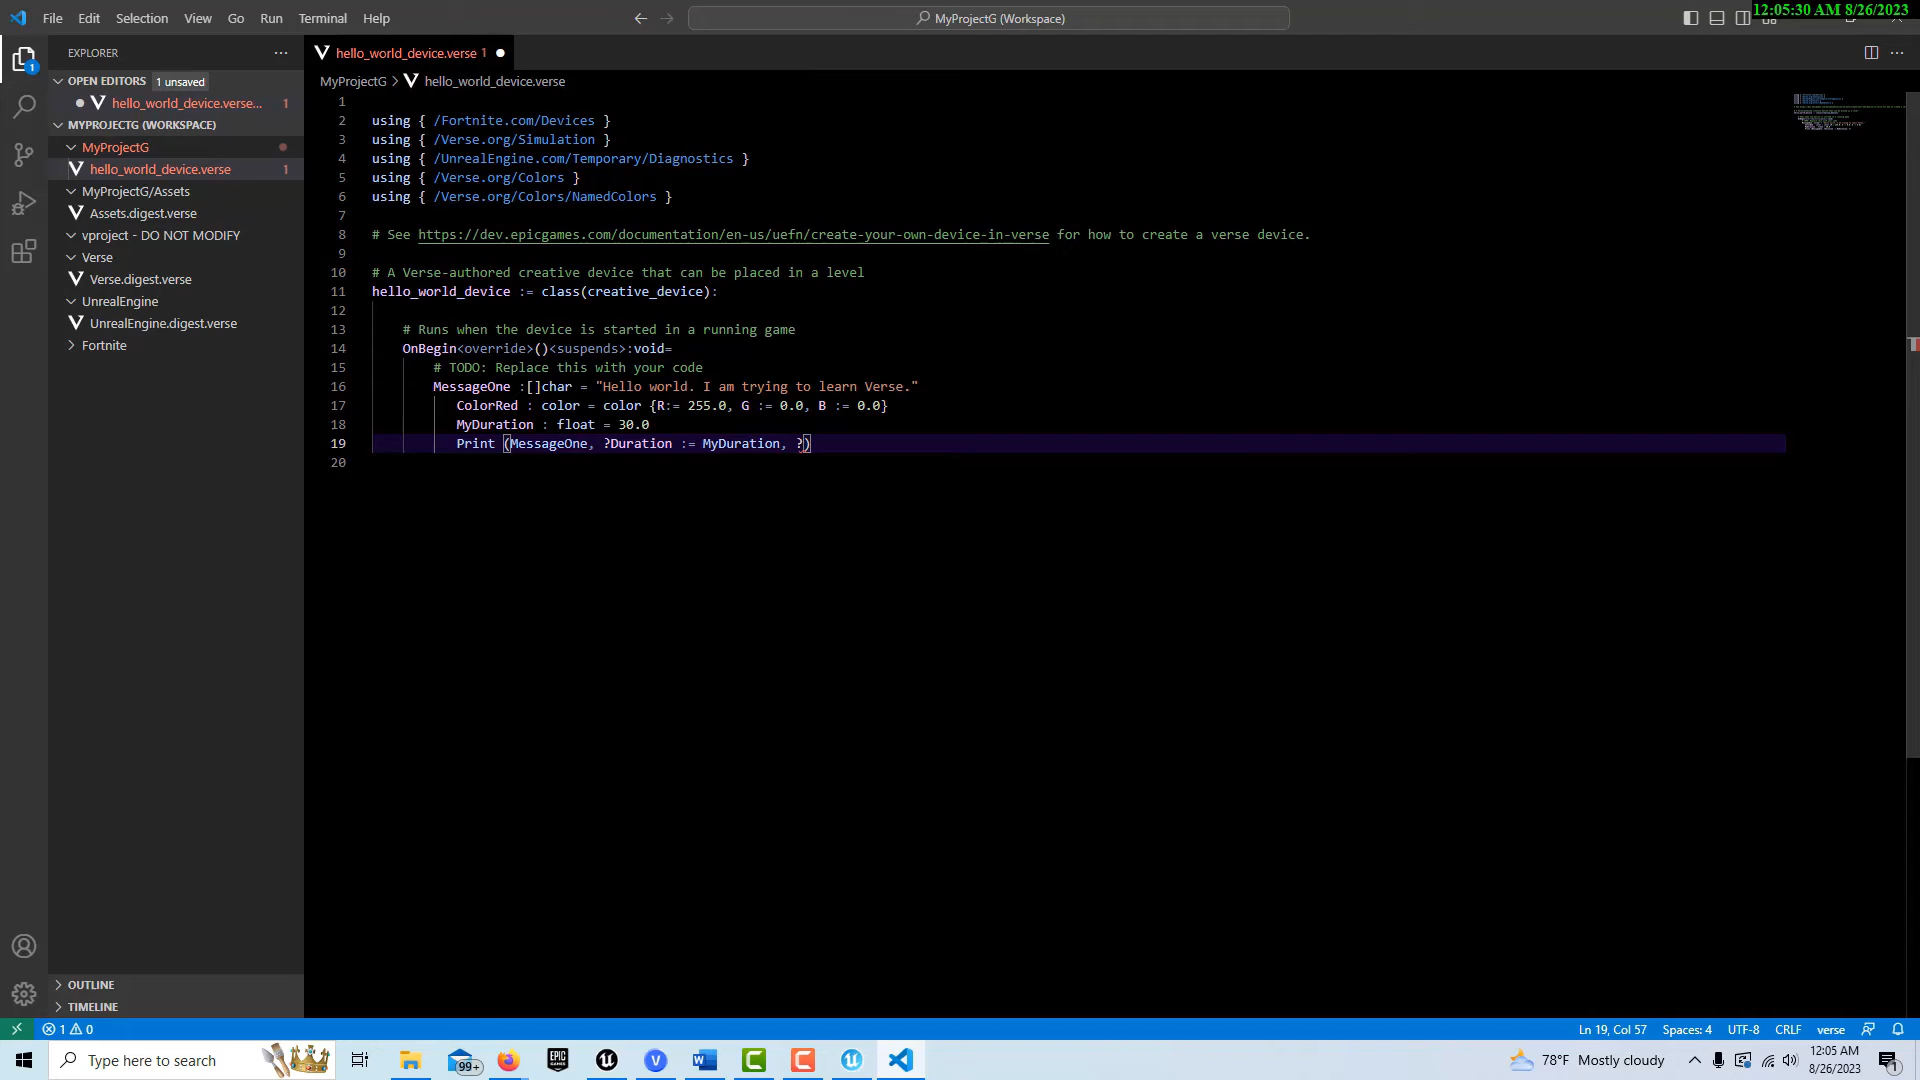 File Edit Selection View Go Run Terminal Help
MyProjectG (Workspace)
12:05:30 AM 8/26/2023
EXPLORER
OPEN EDITORS 1 unsaved
hello_world_device.verse... 1
MYPROJECTG (WORKSPACE)
MyProjectG
hello_world_device.verse 1
MyProjectG/Assets
Assets.digest.verse
vproject - DO NOT MODIFY
Verse
Verse.digest.verse
UnrealEngine
UnrealEngine.digest.verse
Fortnite
OUTLINE
TIMELINE
hello_world_device.verse 1
MyProjectG > hello_world_device.verse
1
2 using { /Fortnite.com/Devices }
3 using { /Verse.org/Simulation }
4 using { /UnrealEngine.com/Temporary/Diagnostics }
5 using { /Verse.org/Colors }
6 using { /Verse.org/Colors/NamedColors }
7
8 # See https://dev.epicgames.com/documentation/en-us/uefn/create-your-own-device-in-verse for how to create a verse device.
9
10 # A Verse-authored creative device that can be placed in a level
11 hello_world_device := class(creative_device):
12
13 # Runs when the device is started in a running game
14 OnBegin<override>()<suspends>:void=
15 # TODO: Replace this with your code
16 MessageOne :[]char = "Hello world. I am trying to learn Verse."
17 ColorRed : color = color {R:= 255.0, G := 0.0, B := 0.0}
18 MyDuration : float = 30.0
19 Print (MessageOne, ?Duration := MyDuration, ?)
20
1 0
Ln 19, Col 57 Spaces: 4 UTF-8 CRLF verse
Type here to search
99+
EPIC GAMES
78°F Mostly cloudy
12:05 AM
8/26/2023
1